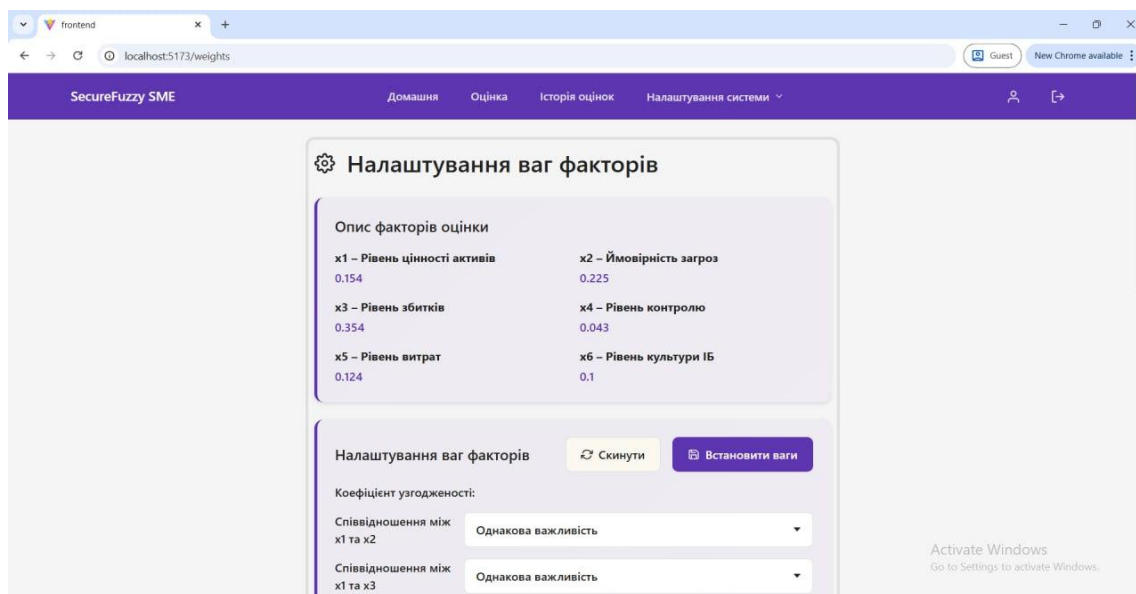 frontend
localhost:5173/weights
Guest
New Chrome available
SecureFuzzy SME
Домашня
Оцінка
Історія оцінок
Налаштування системи
Налаштування ваг факторів
Опис факторів оцінки
x1 – Рівень цінності активів
x2 – Ймовірність загроз
0.154
0.225
x3 – Рівень збитків
x4 – Рівень контролю
0.354
0.043
x5 – Рівень витрат
x6 – Рівень культури ІБ
0.124
0.1
Налаштування ваг факторів
Скинути
Встановити ваги
Коефіцієнт узгодженості:
Співвідношення між
x1 та x2
Однакова важливість
Співвідношення між
x1 та x3
Однакова важливість
Activate Windows
Go to Settings to activate Windows.